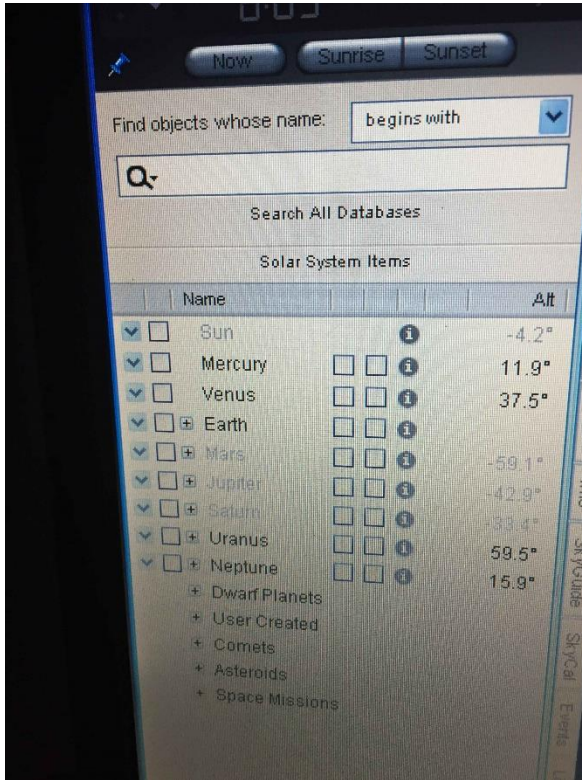 Now Sunrise Sunset
Find objects whose name: begins with
Search All Databases
Solar System Items
Name Alt
Sun -4.2°
Mercury 11.9°
Venus 37.5°
Earth
Mars -59.1°
Jupiter -42.9°
Saturn -33.4°
Uranus 59.5°
Neptune 15.9°
Dwarf Planets
User Created
Comets
Asteroids
Space Missions
SkyGuide
SkyCal
Events